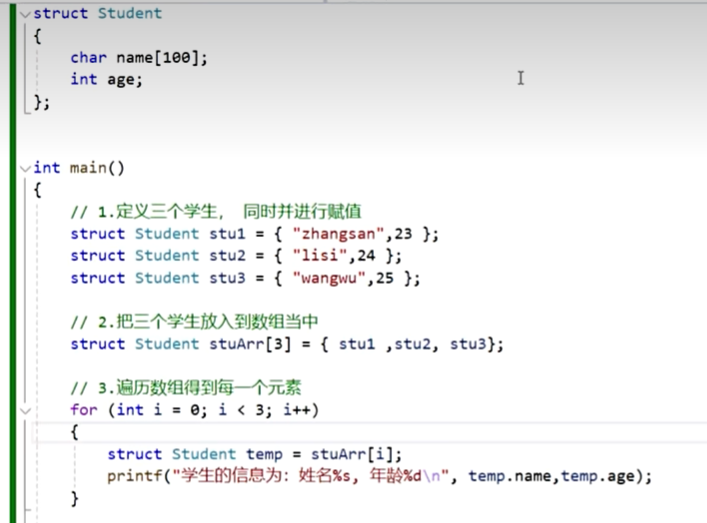 struct Student
{
char name[100];
int age;
};
int main()
{
// 1.定义三个学生， 同时并进行赋值
struct Student stu1 = { "zhangsan",23 };
struct Student stu2 = { "lisi",24 };
struct Student stu3 = { "wangwu",25 };
// 2.把三个学生放入到数组当中
struct Student stuArr[3] = { stu1 ,stu2, stu3};
// 3.遍历数组得到每一个元素
for (int i = 0; i < 3; i++)
{
struct Student temp = stuArr[i];
printf("学生的信息为: 姓名%s, 年龄%d\n", temp.name,temp.age);
}